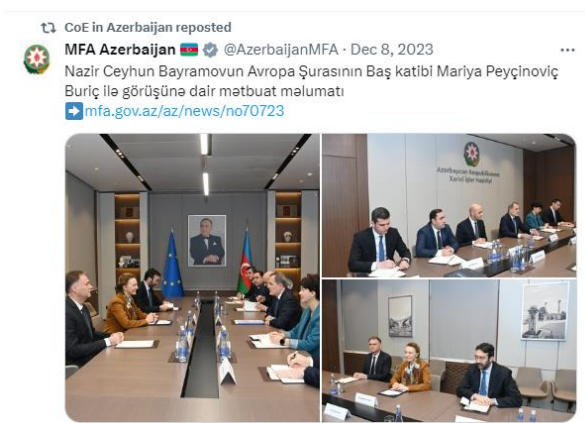 CoE in Azerbaijan reposted
MFA Azerbaijan @AzerbaijanMFA · Dec 8, 2023
Nazir Ceyhun Bayramovun Avropa Şurasının Baş katibi Mariya Peyçinoviç
Buriç ilə görüşünə dair mətbuat məlumatı
mfa.gov.az/az/news/no70723
Azərbaycan Respublikasının
Xarici İşlər Nazirliyi